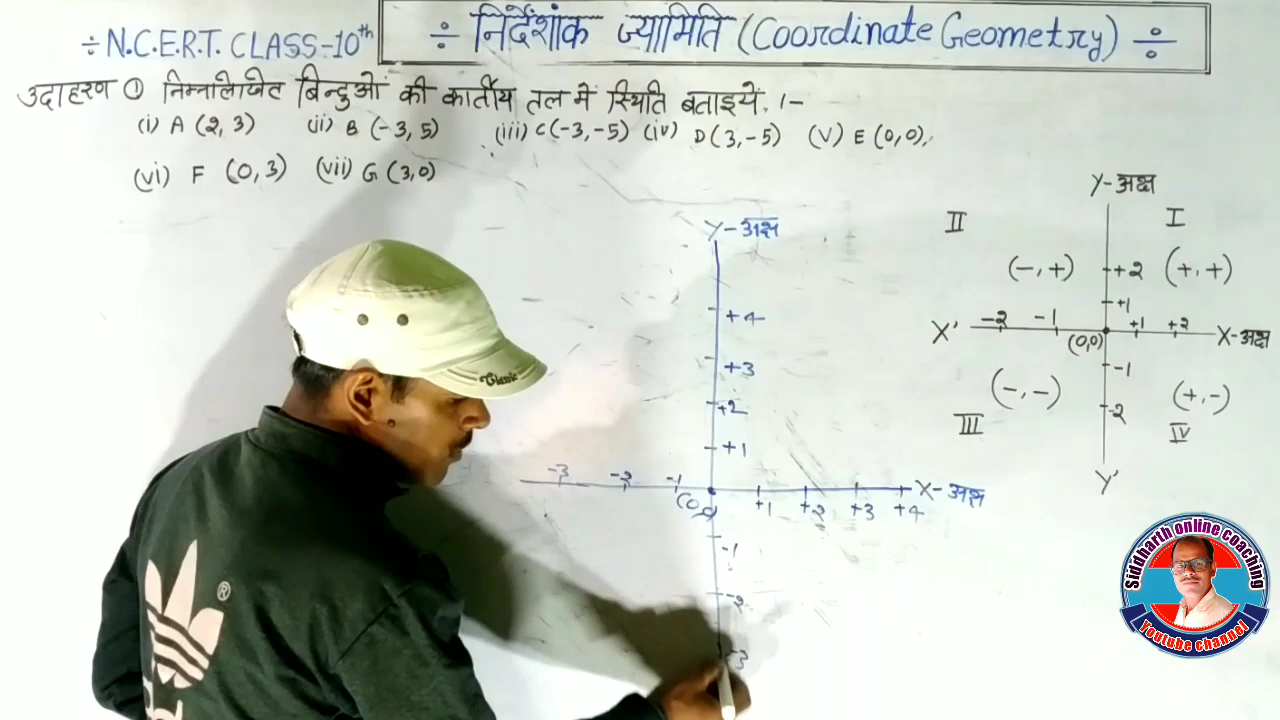 ÷ निर्देशांक ज्यामिति (Coordinate Geometry) ÷
÷ N.C.E.R.T. CLASS-10th
उदाहरण ① निम्नलिखित बिन्दुओं की कार्तीय तल में स्थिति बताइये :-
(i) A (2, 3) (ii) B (-3, 5) (iii) C (-3, -5) (iv) D (3, -5) (V) E (0, 0),
(vi) F (0, 3) (vii) G (3, 0)
Y-अक्ष
+4
+3
+2
+1
-3 -2 -1 (0,0) +1 +2 +3 +4 X-अक्ष
-1
-2
-3
Y-अक्ष
II I
(-, +) +2 (+, +)
+1
X' -2 -1 (0,0) +1 +2 X-अक्ष
-1
(-, -) -2 (+, -)
III IV
Y'
Classic
®
Siddharth online coaching
Youtube channel